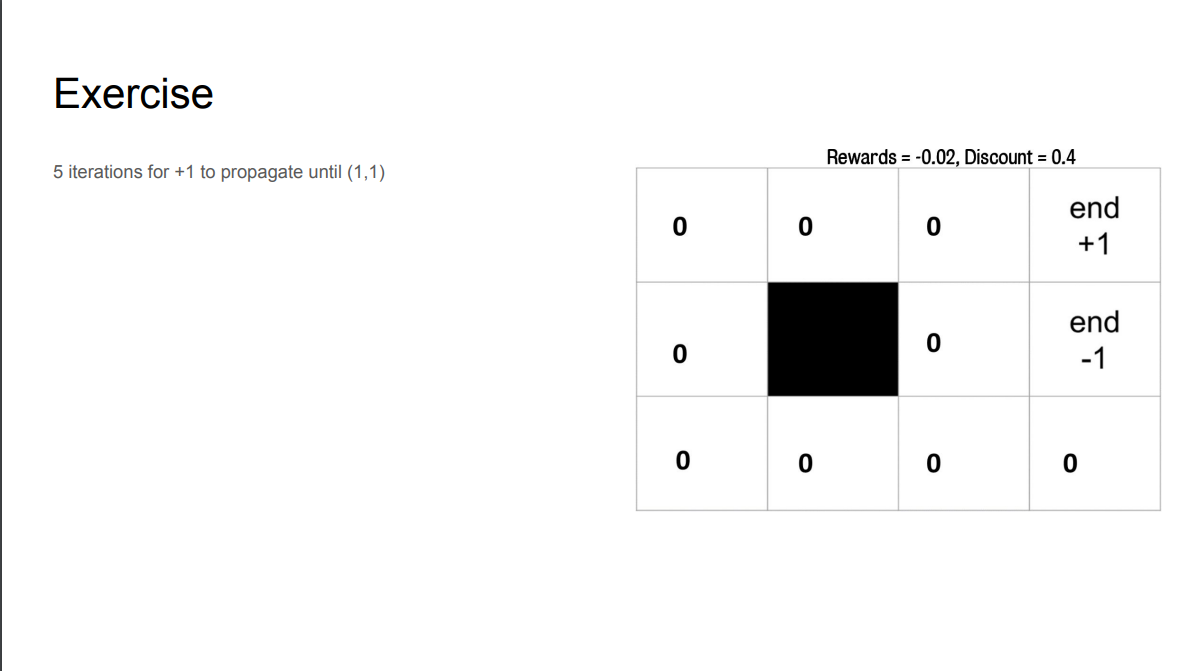 Exercise
5 iterations for +1 to propagate until (1,1)
Rewards = -0.02, Discount = 0.4
0 0 0 end
+1
0 0 end
-1
0 0 0 0